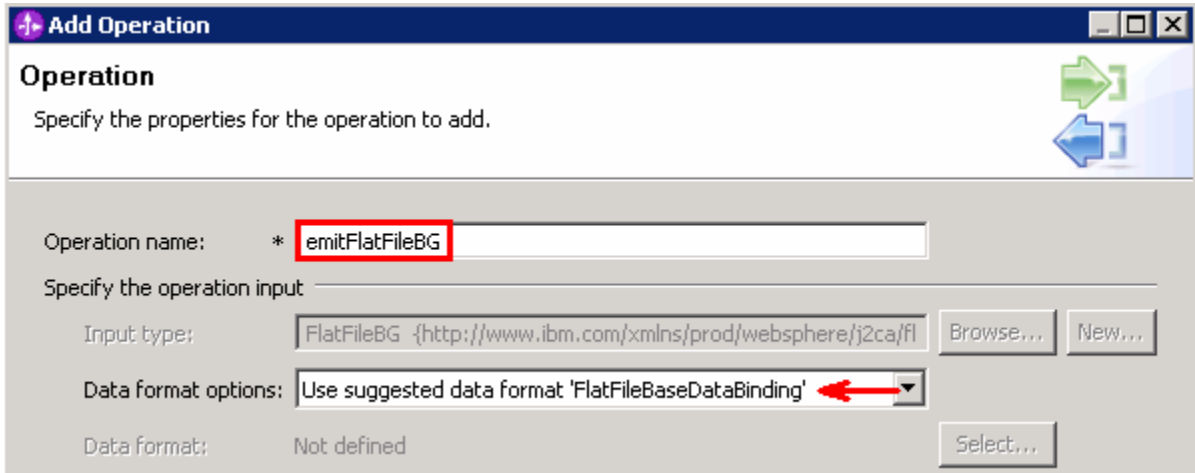 Add Operation
Operation
Specify the properties for the operation to add.
Operation name: * emitFlatFileBG
Specify the operation input
Input type: FlatFileBG {http://www.ibm.com/xmlns/prod/websphere/j2ca/fl Browse... New...
Data format options: Use suggested data format 'FlatFileBaseDataBinding'
Data format: Not defined Select...